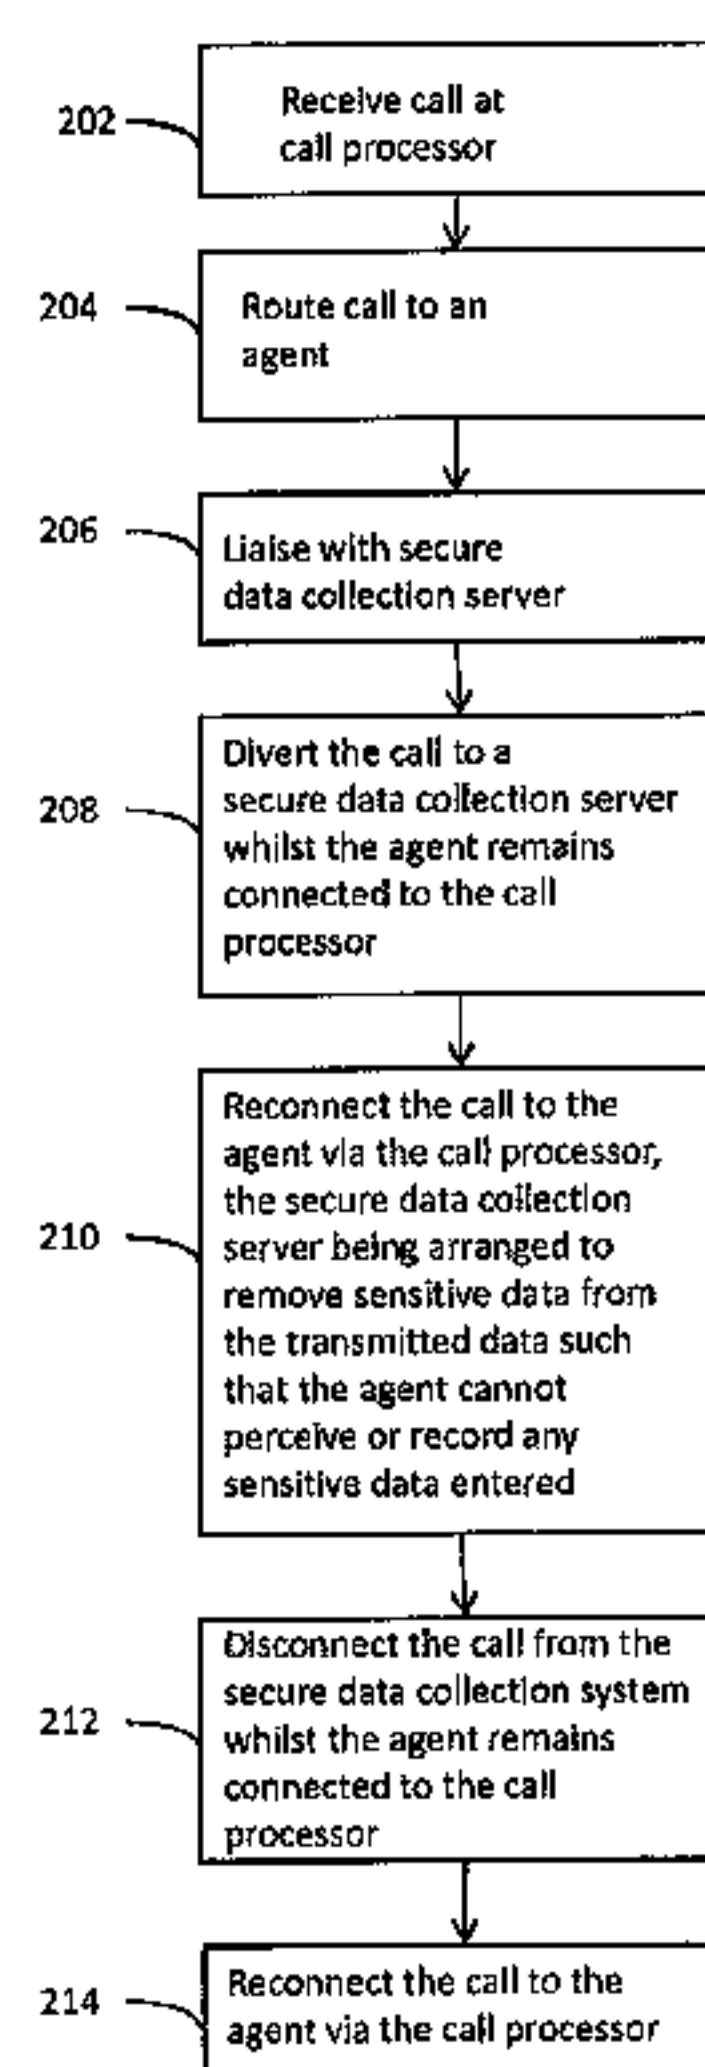 202
Receive call at
call processor
204
Route call to an
agent
206
Liaise with secure
data collection server
208
Divert the call to a
secure data collection server
whilst the agent remains
connected to the call
processor
210
Reconnect the call to the
agent via the call processor,
the secure data collection
server being arranged to
remove sensitive data from
the transmitted data such
that the agent cannot
perceive or record any
sensitive data entered
212
Disconnect the call from the
secure data collection system
whilst the agent remains
connected to the call
processor
214
Reconnect the call to the
agent via the call processor